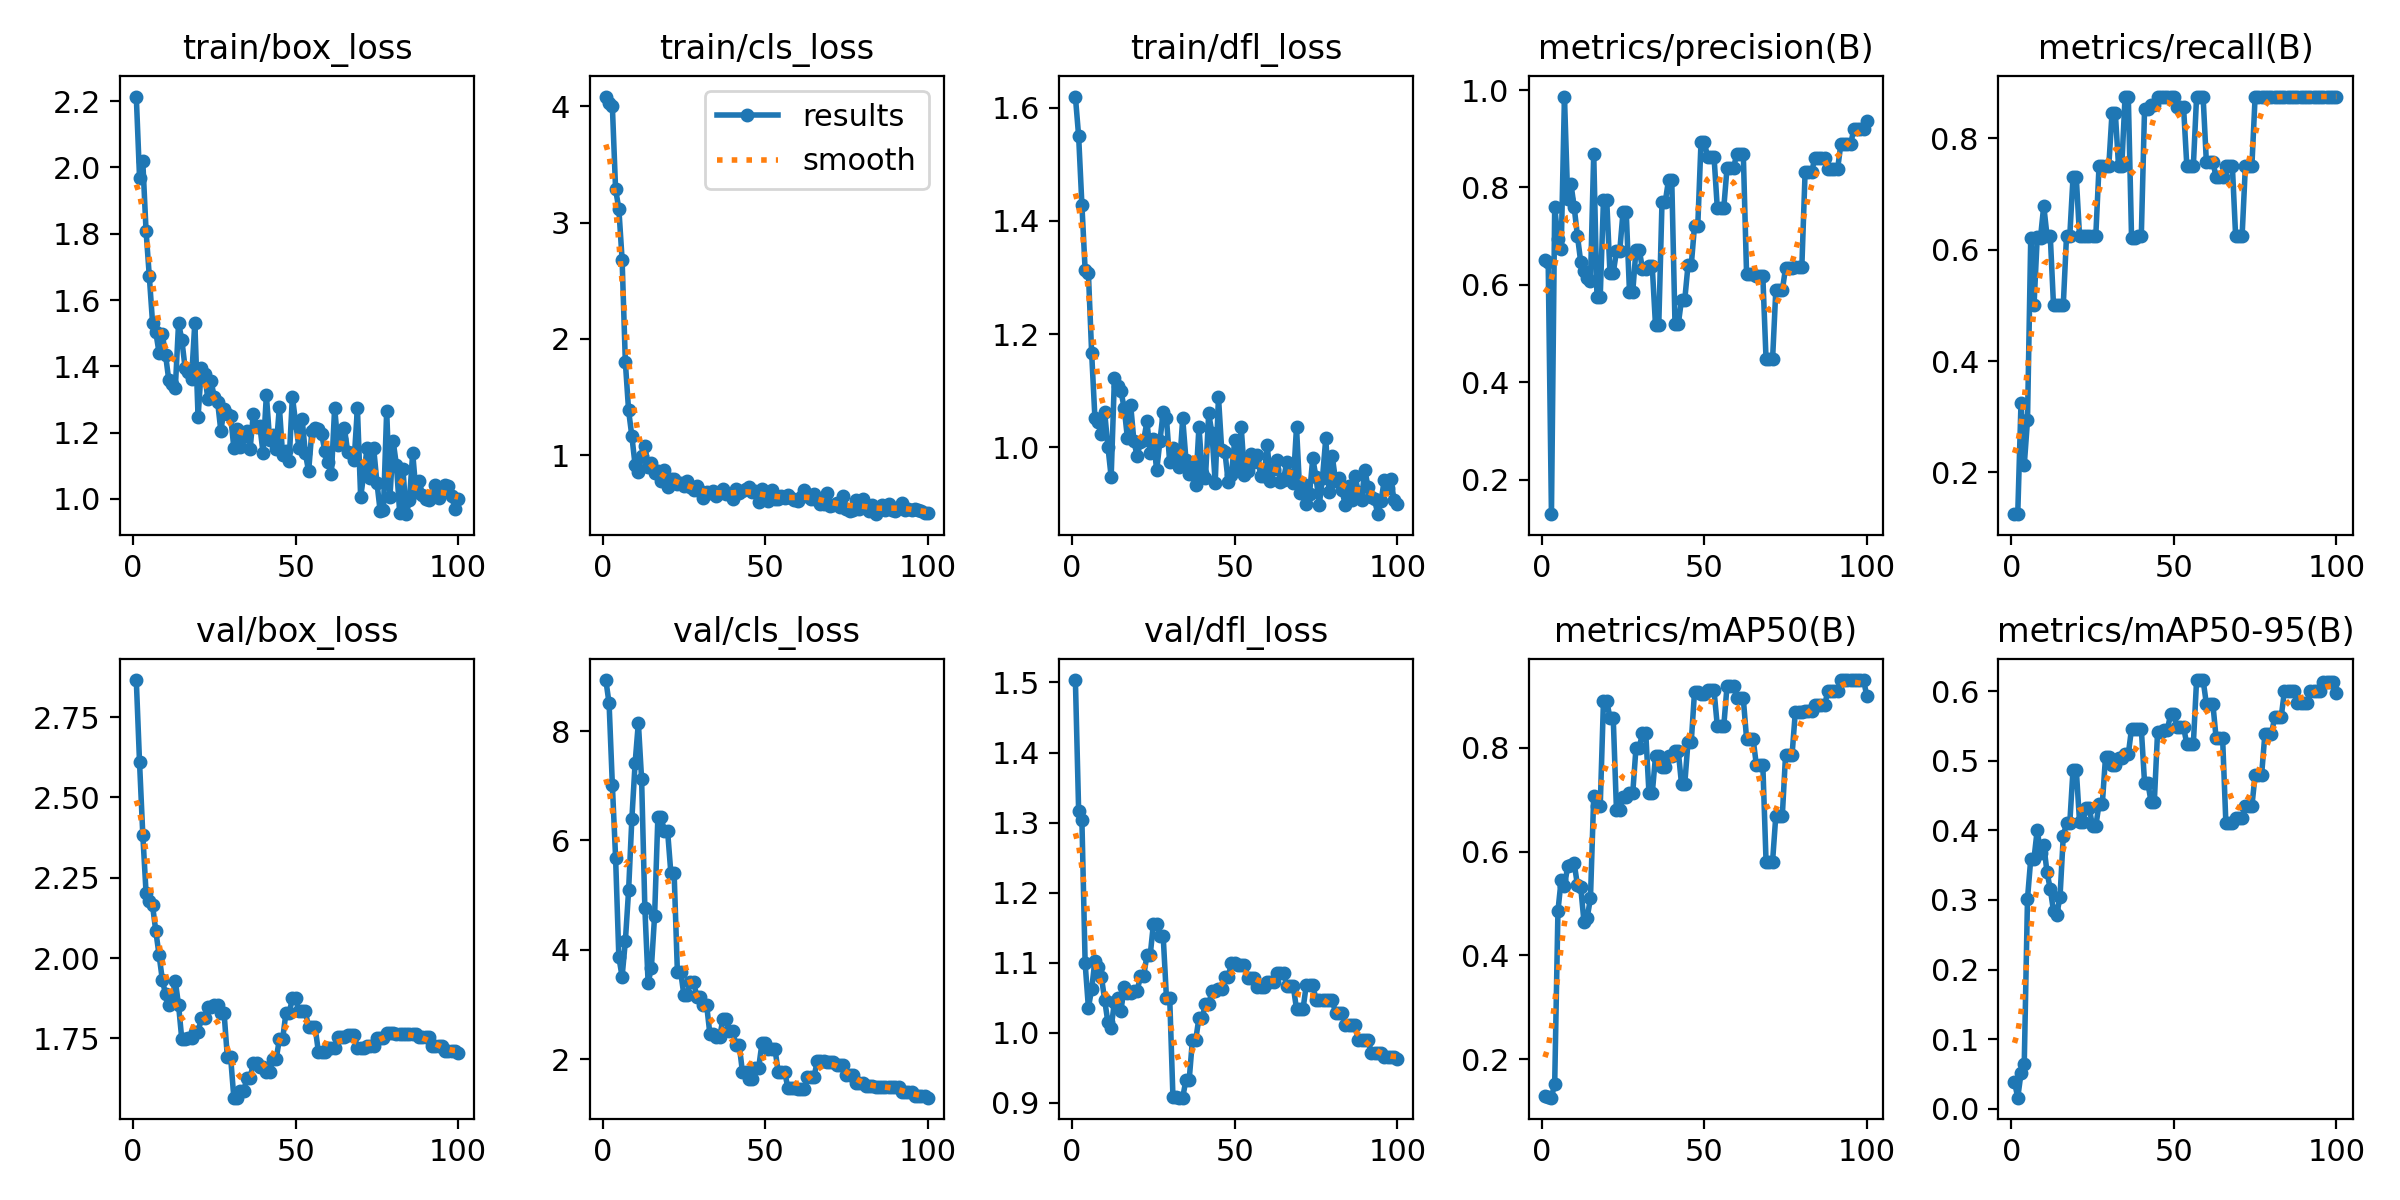 train/box_loss
2.2
2.0
1.8
1.6
1.4
1.2
1.0
0 50 100
train/cls_loss
results
smooth
4
3
2
1
0 50 100
train/dfl_loss
1.6
1.4
1.2
1.0
0 50 100
metrics/precision(B)
1.0
0.8
0.6
0.4
0.2
0 50 100
metrics/recall(B)
0.8
0.6
0.4
0.2
0 50 100
val/box_loss
2.75
2.50
2.25
2.00
1.75
0 50 100
val/cls_loss
8
6
4
2
0 50 100
val/dfl_loss
1.5
1.4
1.3
1.2
1.1
1.0
0.9
0 50 100
metrics/mAP50(B)
0.8
0.6
0.4
0.2
0 50 100
metrics/mAP50-95(B)
0.6
0.5
0.4
0.3
0.2
0.1
0.0
0 50 100